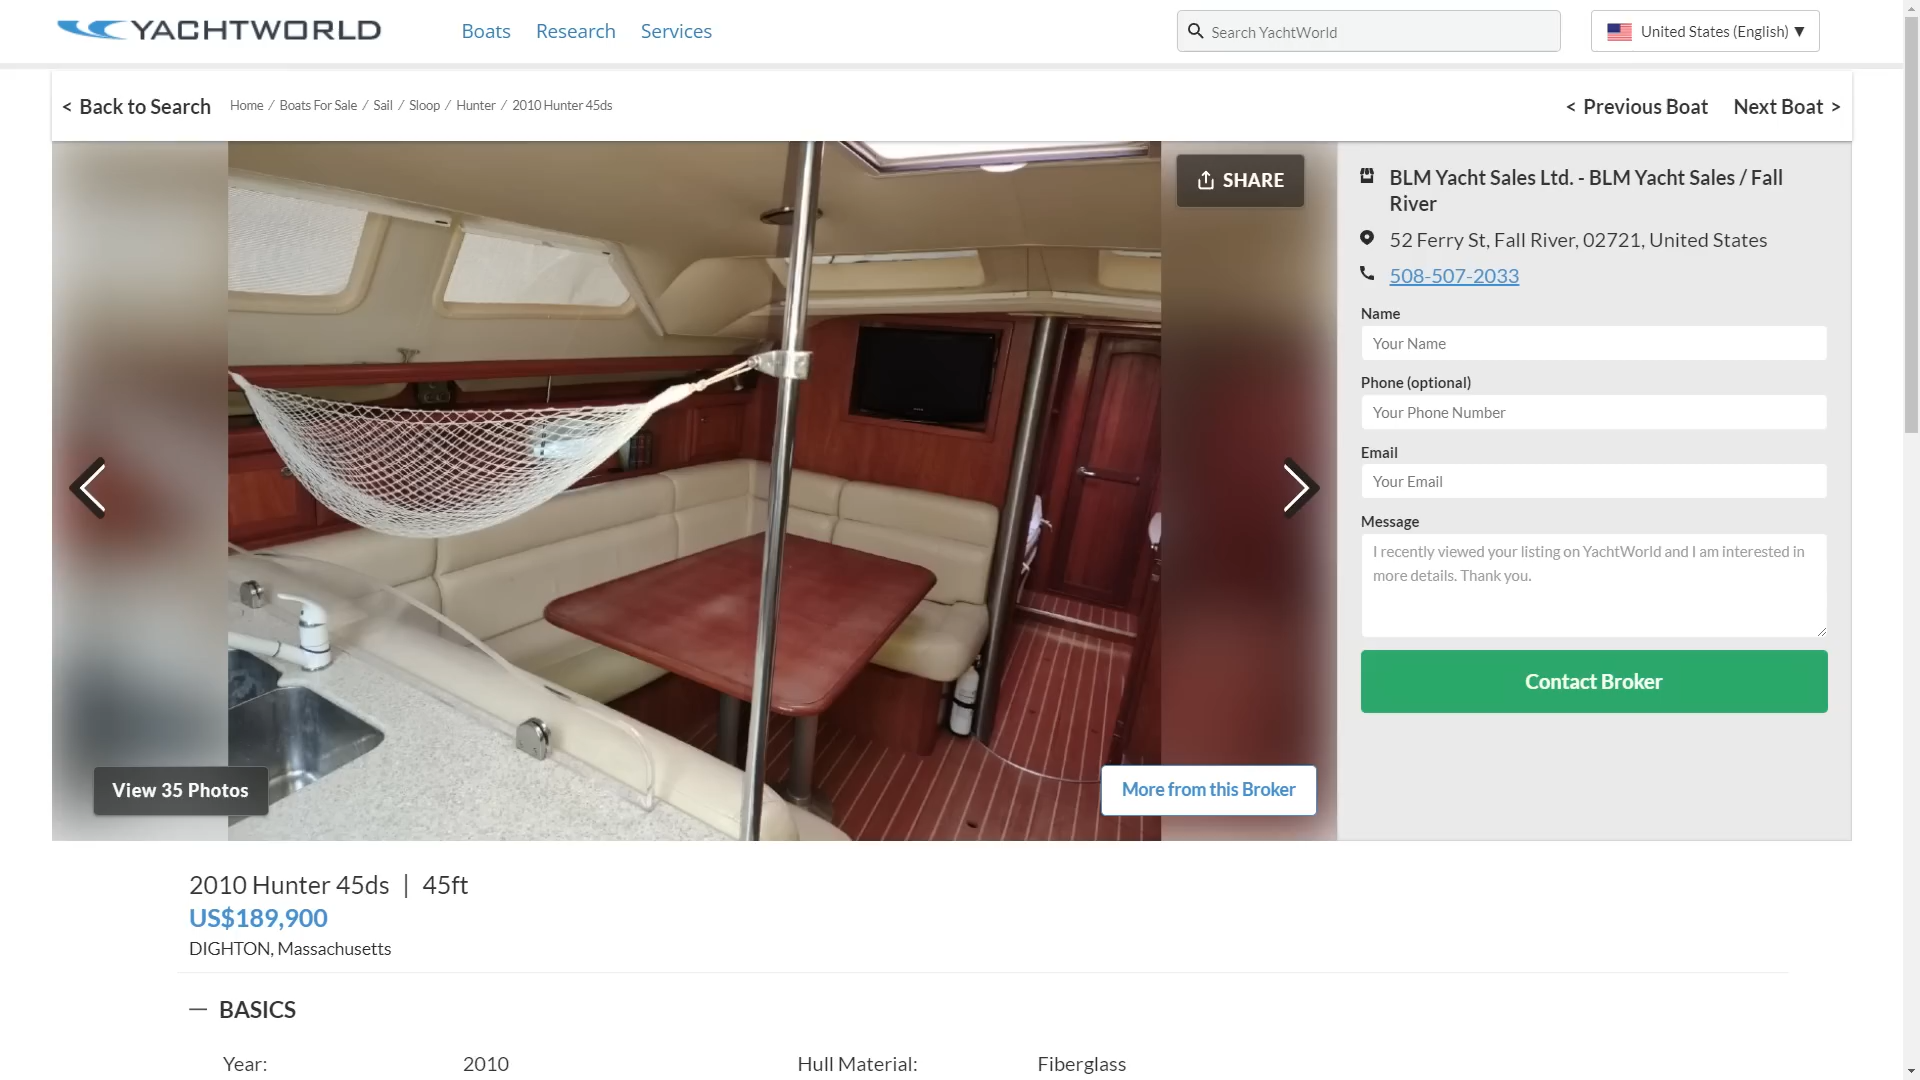 YACHTWORLD
Boats
Research
Services
Search YachtWorld
United States (English) ▼
< Back to Search
Home / Boats For Sale / Sail / Sloop / Hunter / 2010 Hunter 45ds
< Previous Boat
Next Boat >
SHARE
View 35 Photos
More from this Broker
BLM Yacht Sales Ltd. - BLM Yacht Sales / Fall
River
52 Ferry St, Fall River, 02721, United States
508-507-2033
Name
Your Name
Phone (optional)
Your Phone Number
Email
Your Email
Message
I recently viewed your listing on YachtWorld and I am interested in
more details. Thank you.
Contact Broker
2010 Hunter 45ds | 45ft
US$189,900
DIGHTON, Massachusetts
— BASICS
Year: 2010 Hull Material: Fiberglass